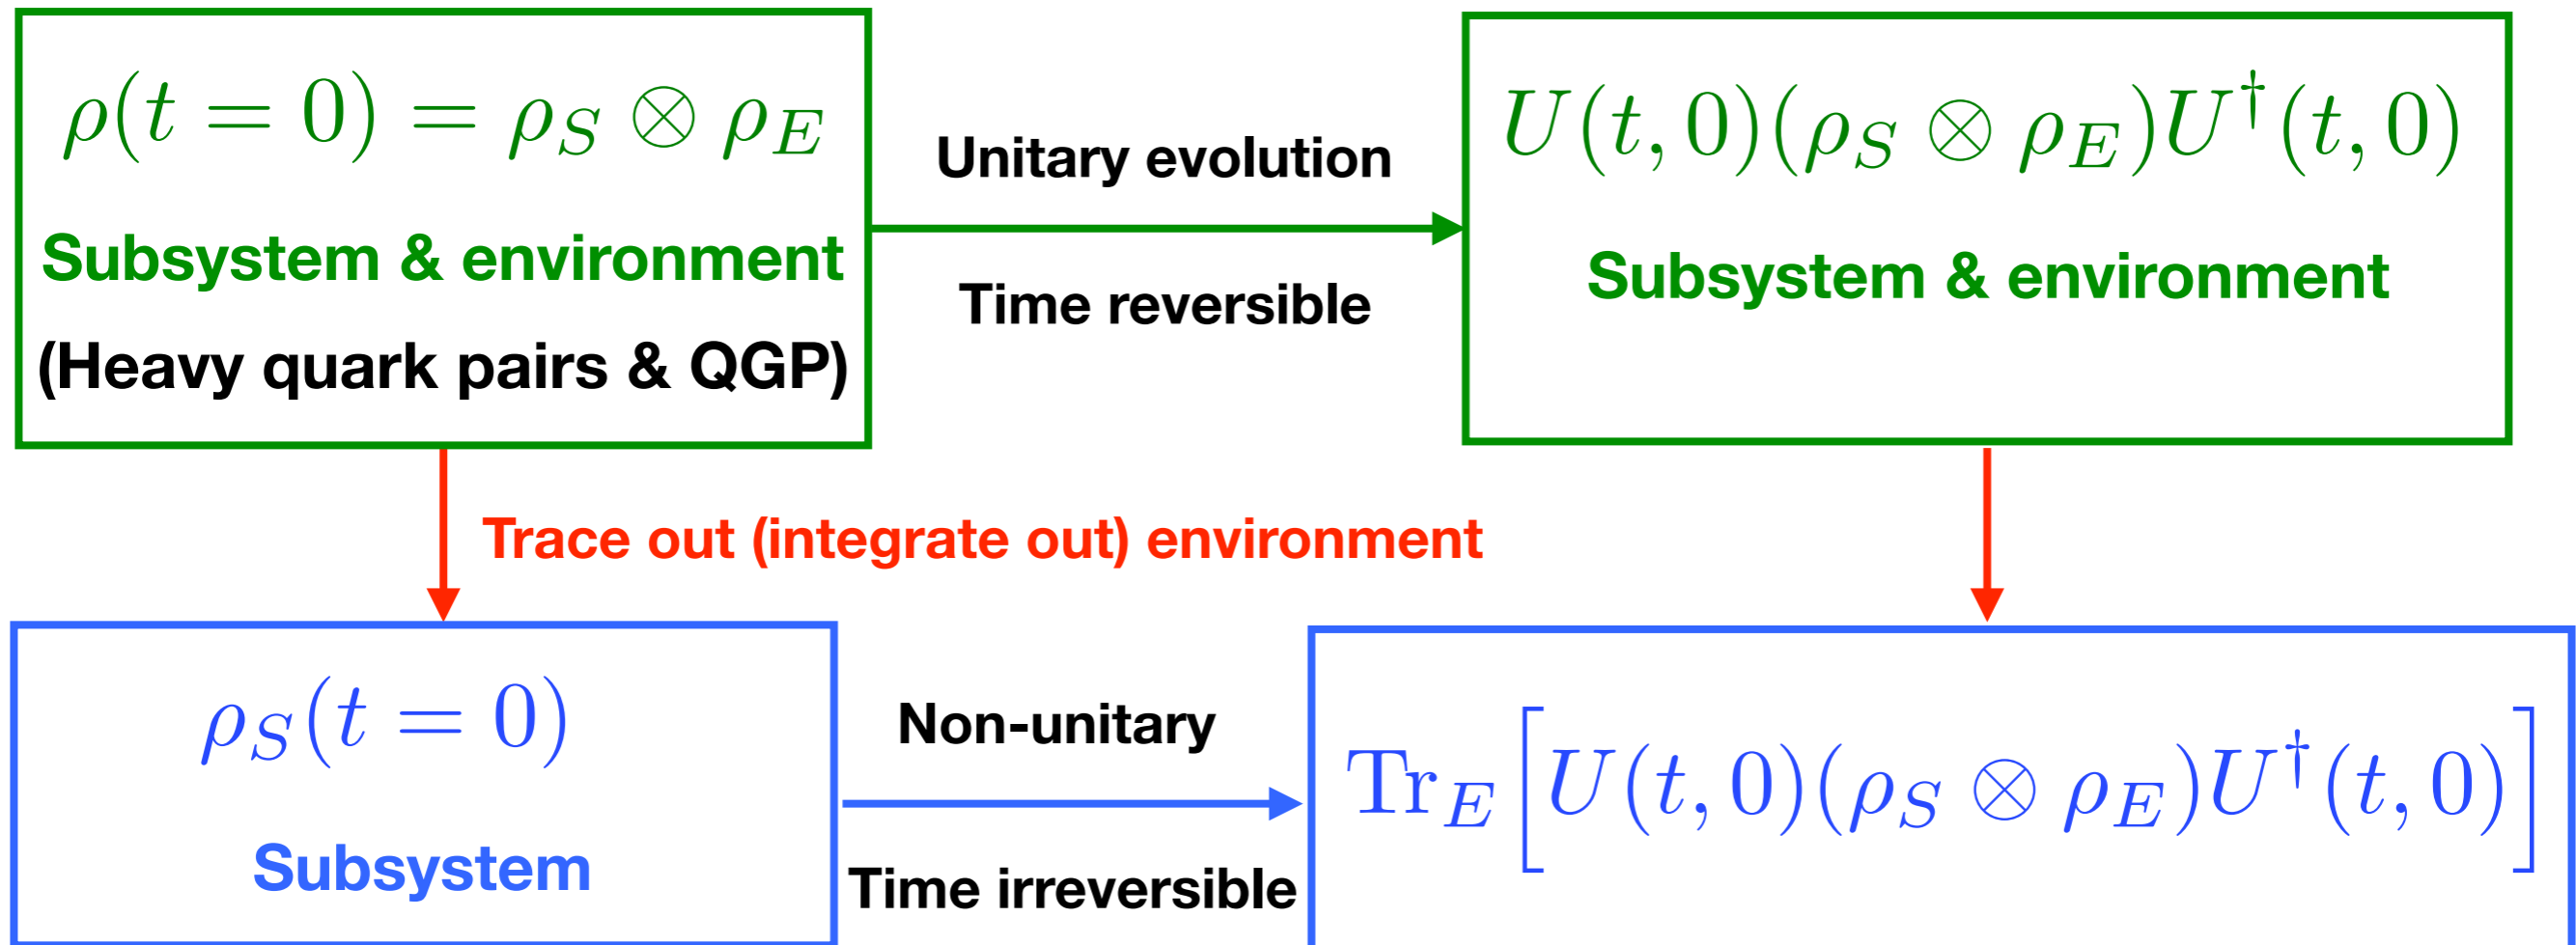 ρ(t = 0) = ρ_S ⊗ ρ_E
Subsystem & environment
(Heavy quark pairs & QGP)
Unitary evolution
Time reversible
U(t, 0)(ρ_S ⊗ ρ_E)U†(t, 0)
Subsystem & environment
Trace out (integrate out) environment
ρ_S(t = 0)
Subsystem
Non-unitary
Time irreversible
Tr_E[U(t, 0)(ρ_S ⊗ ρ_E)U†(t, 0)]